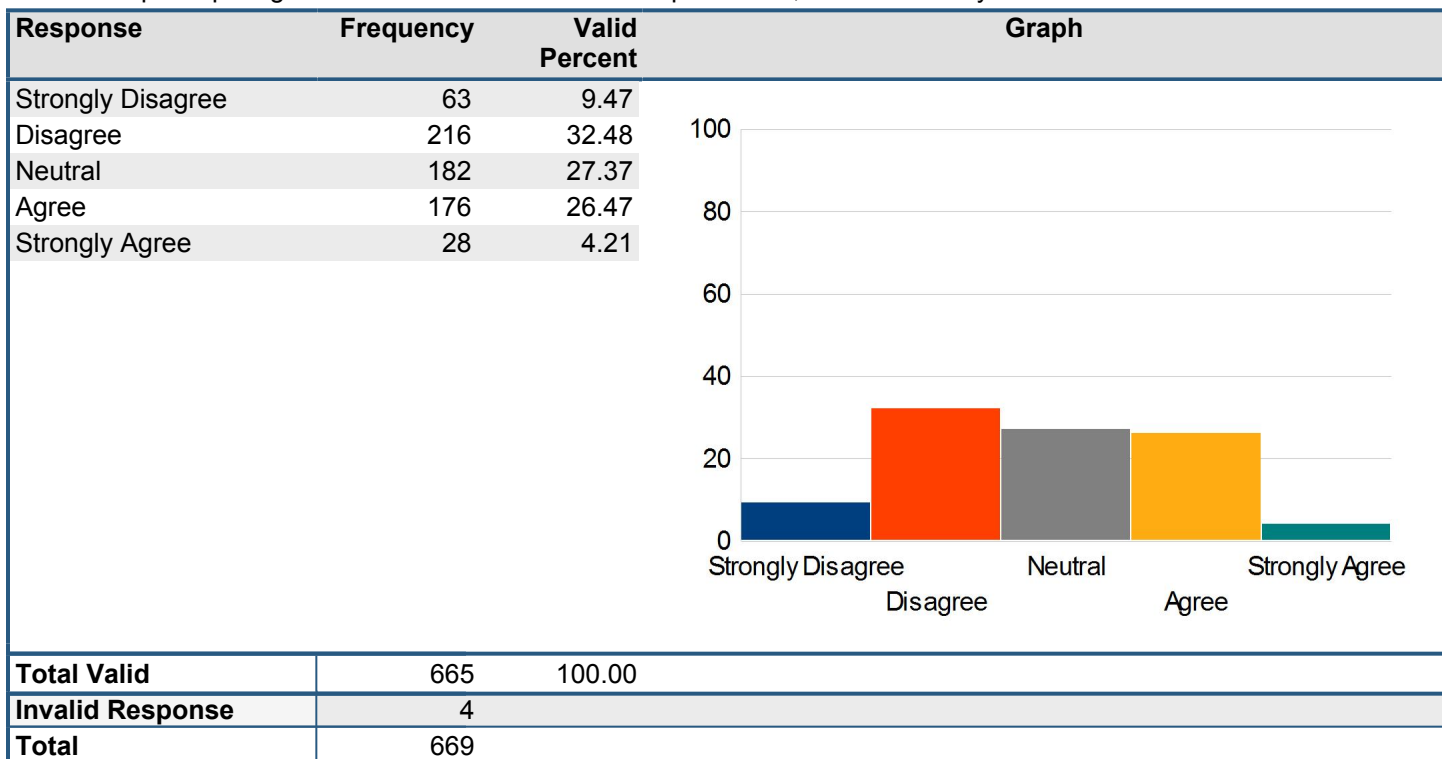 Response Frequency Valid Percent Graph
Strongly Disagree 63 9.47
Disagree 216 32.48
Neutral 182 27.37
Agree 176 26.47
Strongly Agree 28 4.21
100
80
60
40
20
0
Strongly Disagree Neutral Strongly Agree
Disagree Agree
Total Valid 665 100.00
Invalid Response 4
Total 669